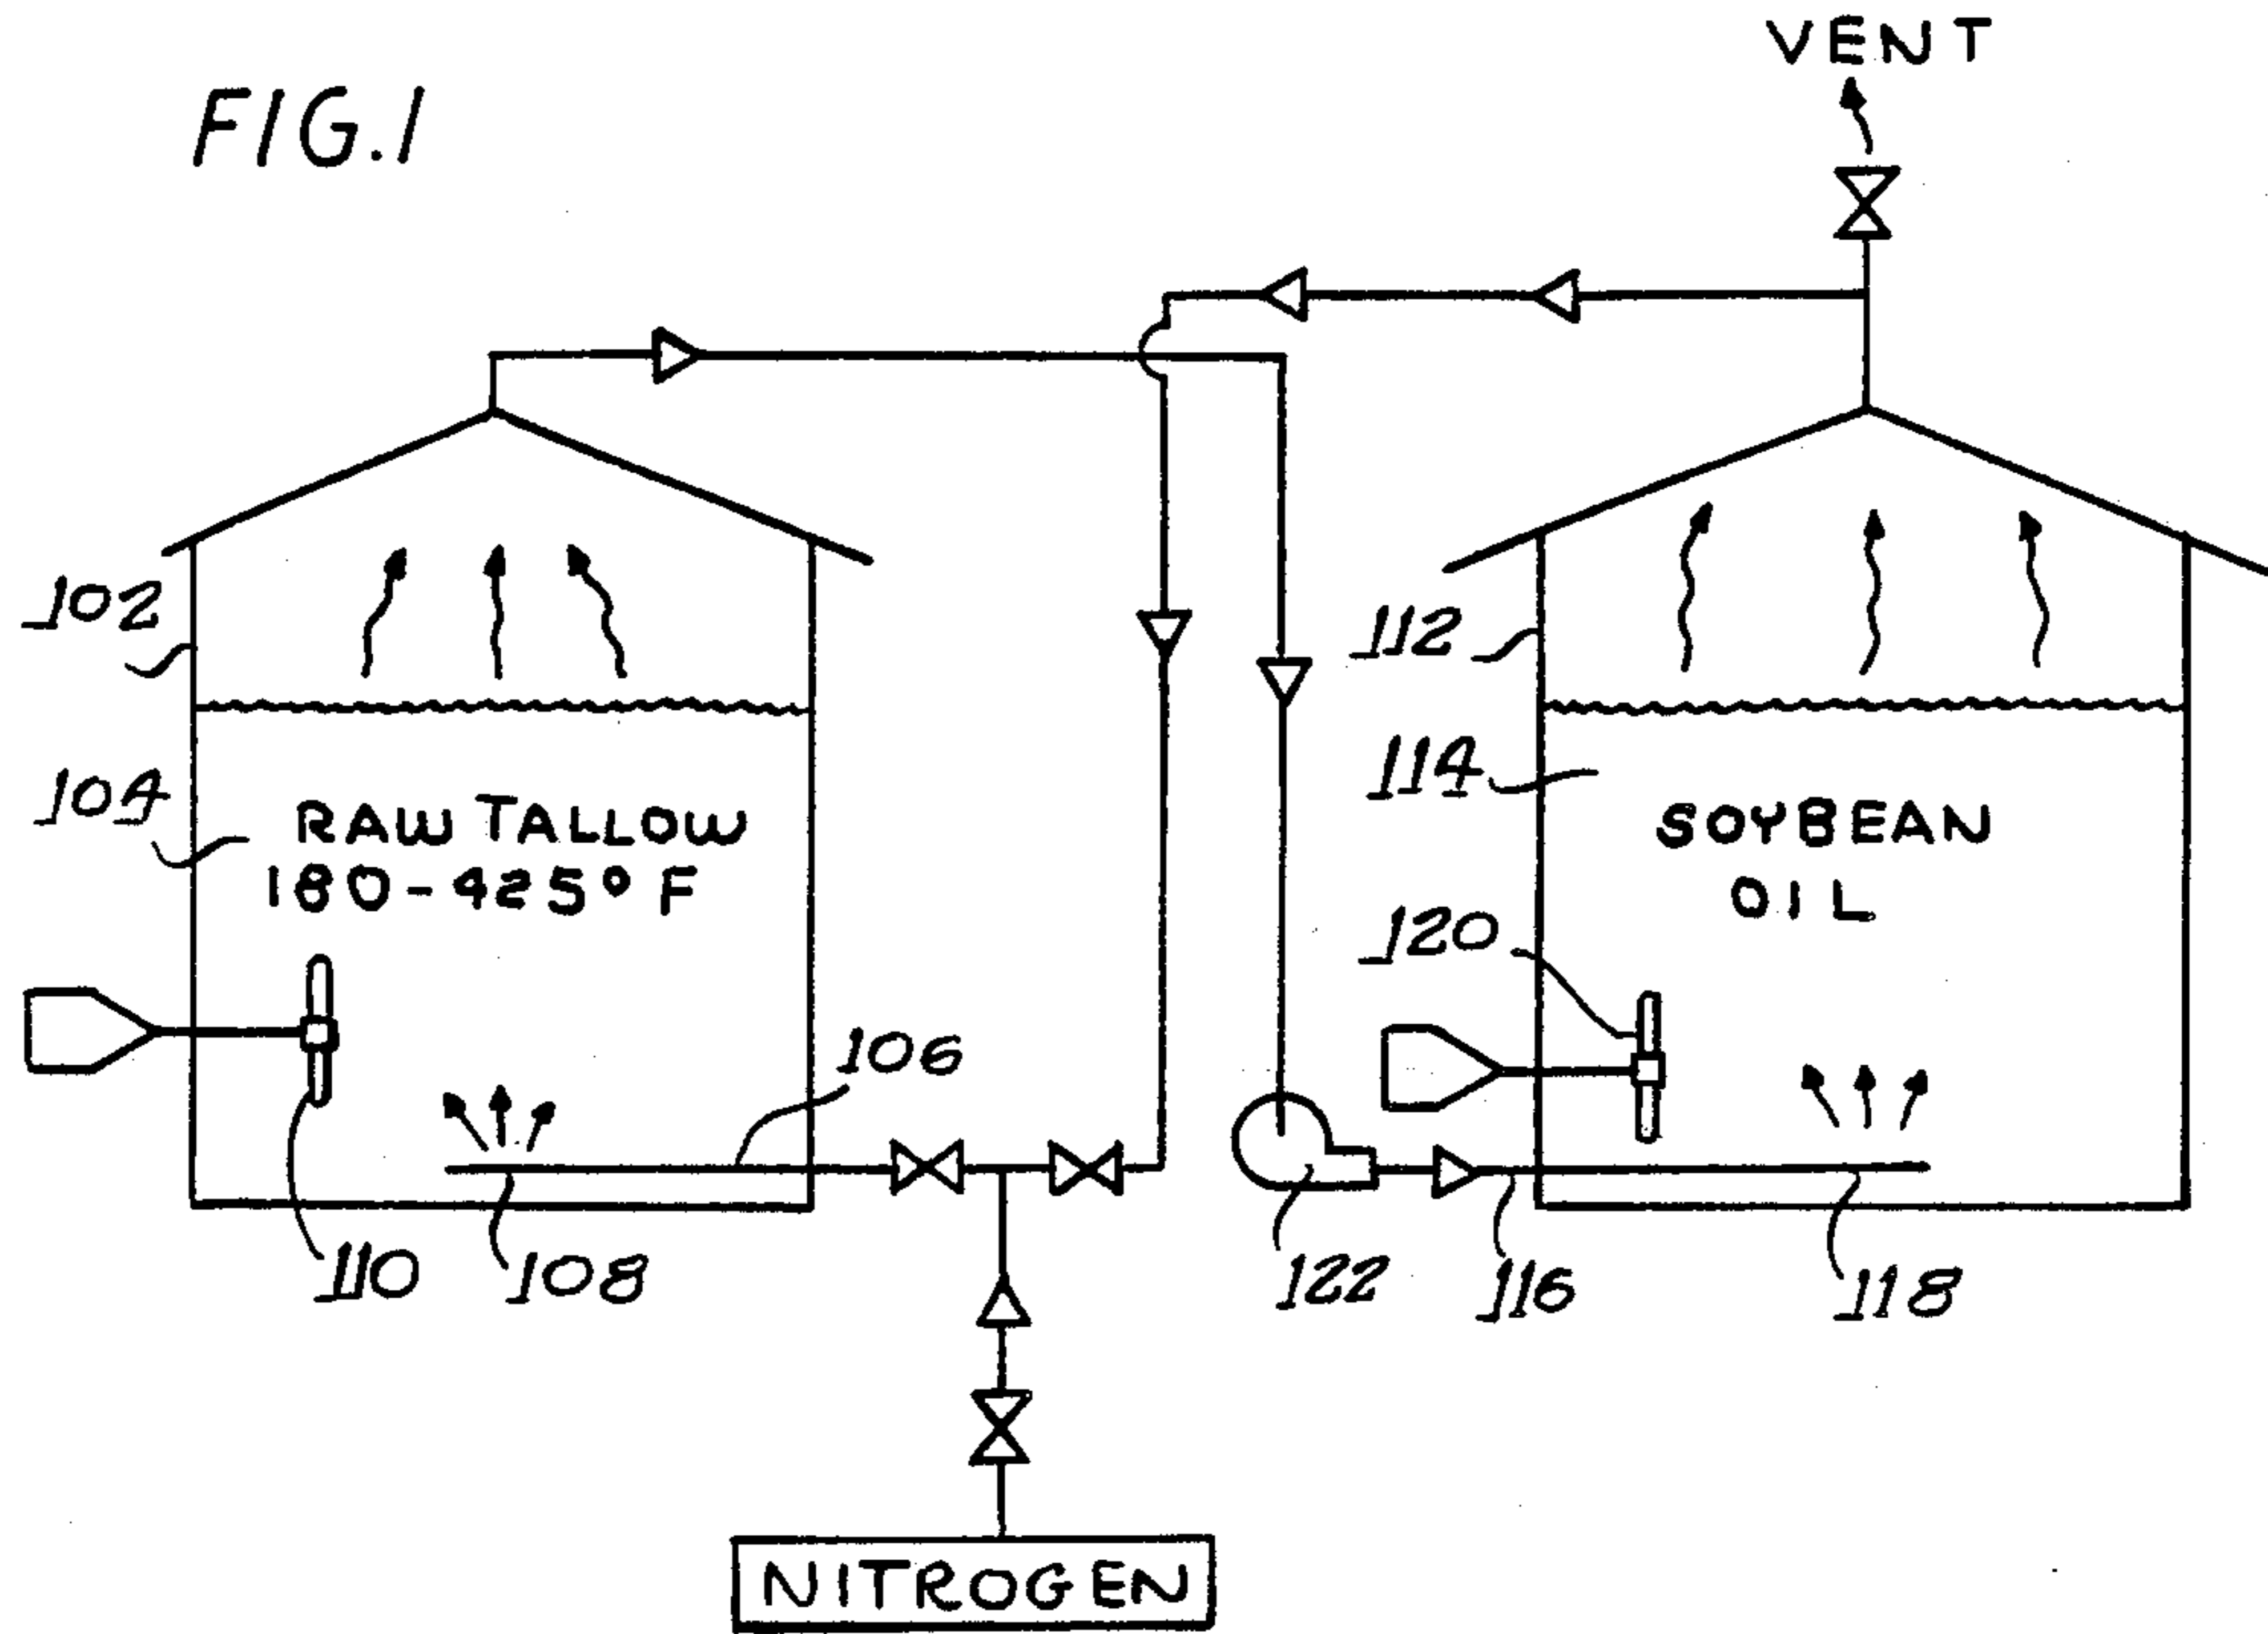 VENT
FIG.1
102
112
104
114
RAW TALLOW
180-425° F
SOYBEAN
OIL
120
106
110
108
122
116
118
NITROGEN